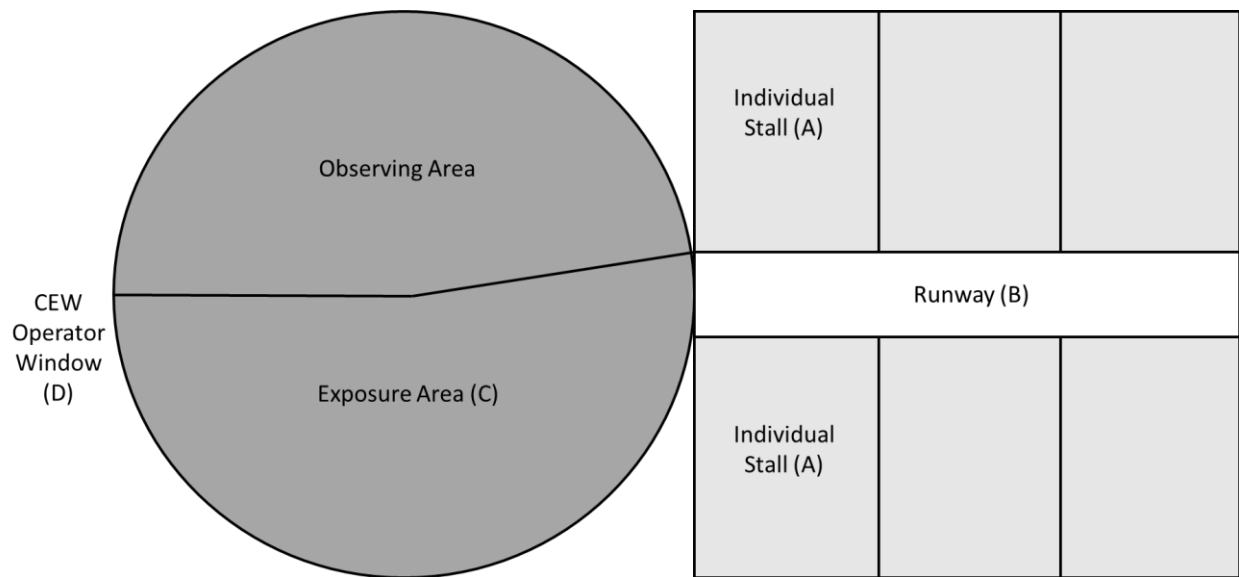 Individual
Stall (A)
Observing Area
CEW
Operator
Window
(D)
Runway (B)
Exposure Area (C)
Individual
Stall (A)